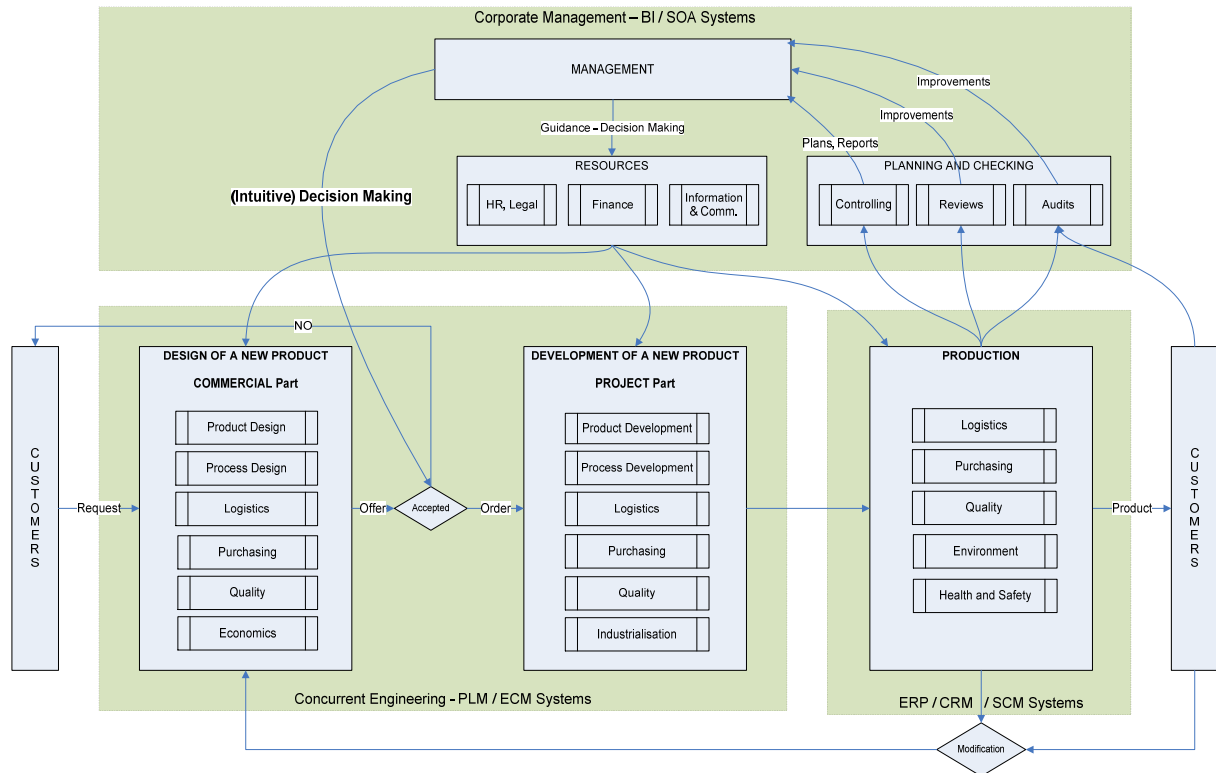 Corporate Management – BI / SOA Systems
MANAGEMENT
Improvements
Improvements
Guidance – Decision Making
Plans, Reports
RESOURCES
HR, Legal
Finance
Information
& Comm.
PLANNING AND CHECKING
Controlling
Reviews
Audits
(Intuitive) Decision Making
NO
CUSTOMERS
Request
DESIGN OF A NEW PRODUCT
COMMERCIAL Part
Product Design
Process Design
Logistics
Purchasing
Quality
Economics
Offer
Accepted
Order
DEVELOPMENT OF A NEW PRODUCT
PROJECT Part
Product Development
Process Development
Logistics
Purchasing
Quality
Industrialisation
PRODUCTION
Logistics
Purchasing
Quality
Environment
Health and Safety
Product
CUSTOMERS
Concurrent Engineering - PLM / ECM Systems
ERP / CRM / SCM Systems
Modification